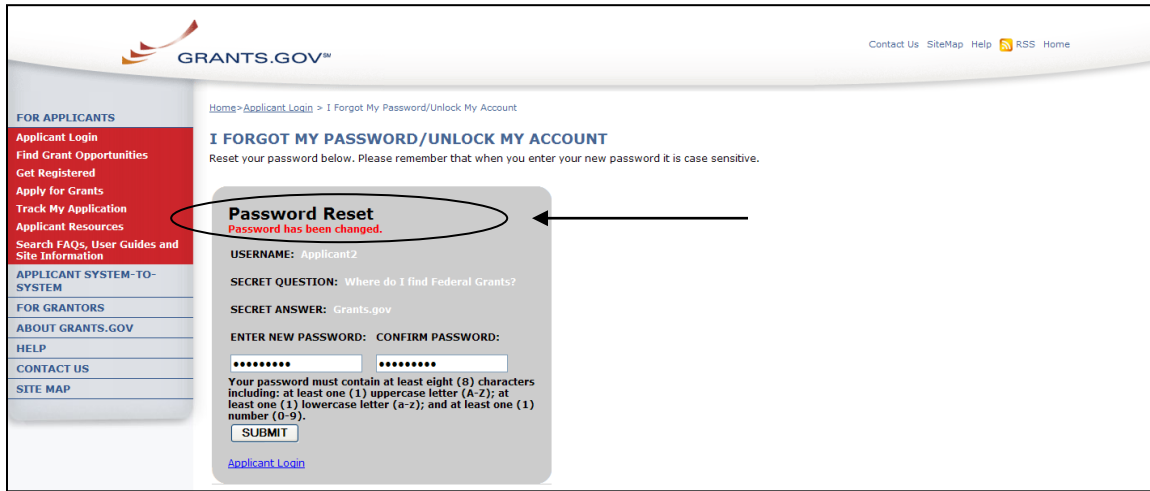 GRANTS.GOV℠
Contact Us SiteMap Help RSS Home
FOR APPLICANTS
Applicant Login
Find Grant Opportunities
Get Registered
Apply for Grants
Track My Application
Applicant Resources
Search FAQs, User Guides and
Site Information
APPLICANT SYSTEM-TO-
SYSTEM
FOR GRANTORS
ABOUT GRANTS.GOV
HELP
CONTACT US
SITE MAP
Home>Applicant Login > I Forgot My Password/Unlock My Account
I FORGOT MY PASSWORD/UNLOCK MY ACCOUNT
Reset your password below. Please remember that when you enter your new password it is case sensitive.
Password Reset
Password has been changed.
USERNAME: Applicant2
SECRET QUESTION: Where do I find Federal Grants?
SECRET ANSWER: Grants.gov
ENTER NEW PASSWORD: CONFIRM PASSWORD:
●●●●●●●●● ●●●●●●●●●
Your password must contain at least eight (8) characters
including: at least one (1) uppercase letter (A-Z); at
least one (1) lowercase letter (a-z); and at least one (1)
number (0-9).
SUBMIT
Applicant Login